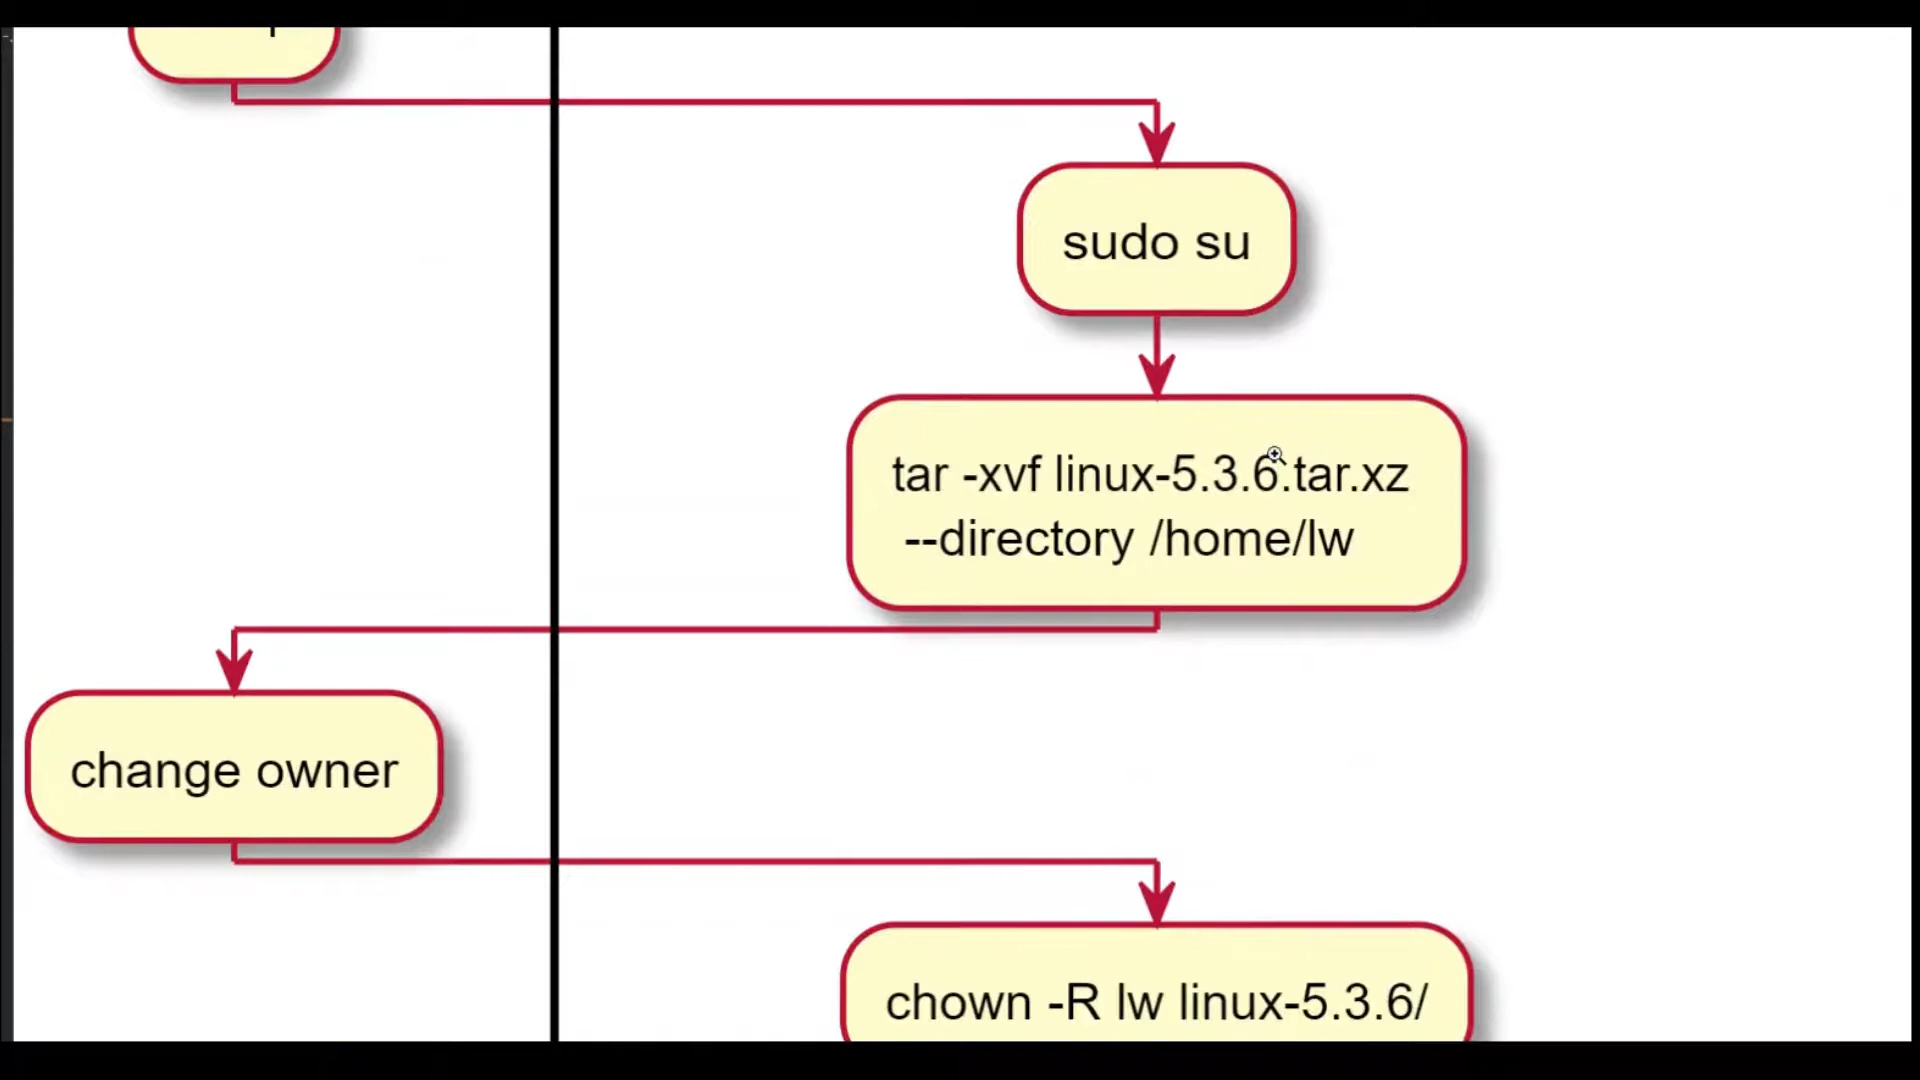 sudo su
tar -xvf linux-5.3.6.tar.xz
--directory /home/lw
change owner
chown -R lw linux-5.3.6/